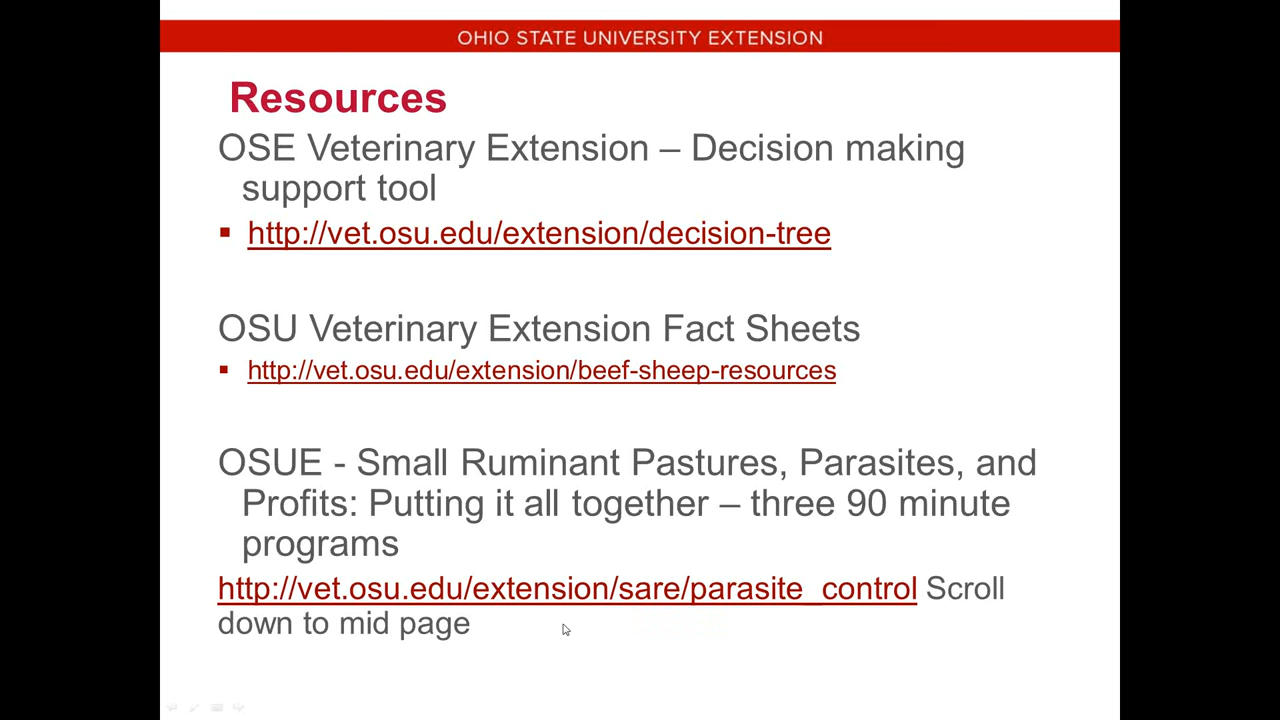 OHIO STATE UNIVERSITY EXTENSION
Resources
OSE Veterinary Extension – Decision making
support tool
▪ http://vet.osu.edu/extension/decision-tree
OSU Veterinary Extension Fact Sheets
▪ http://vet.osu.edu/extension/beef-sheep-resources
OSUE - Small Ruminant Pastures, Parasites, and
Profits: Putting it all together – three 90 minute
programs
http://vet.osu.edu/extension/sare/parasite_control Scroll
down to mid page